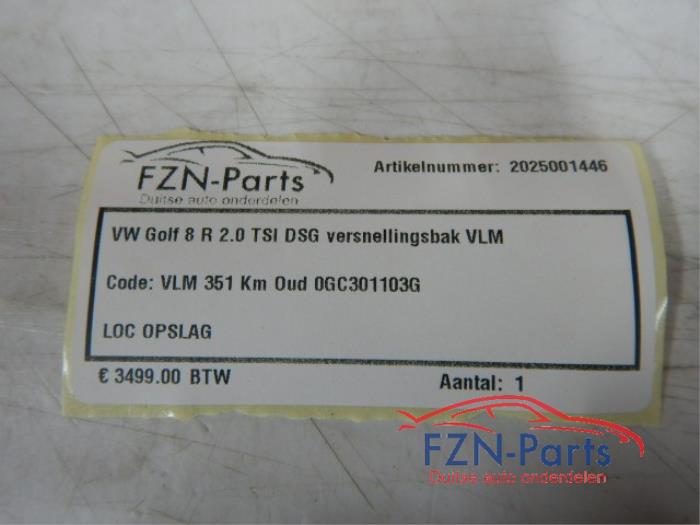 FZN-Parts
Duitse auto onderdelen
Artikelnummer: 2025001446
VW Golf 8 R 2.0 TSI DSG versnellingsbak VLM
Code: VLM 351 Km Oud 0GC301103G
LOC OPSLAG
€ 3499.00 BTW
Aantal: 1
FZN-Parts
Duitse auto onderdelen